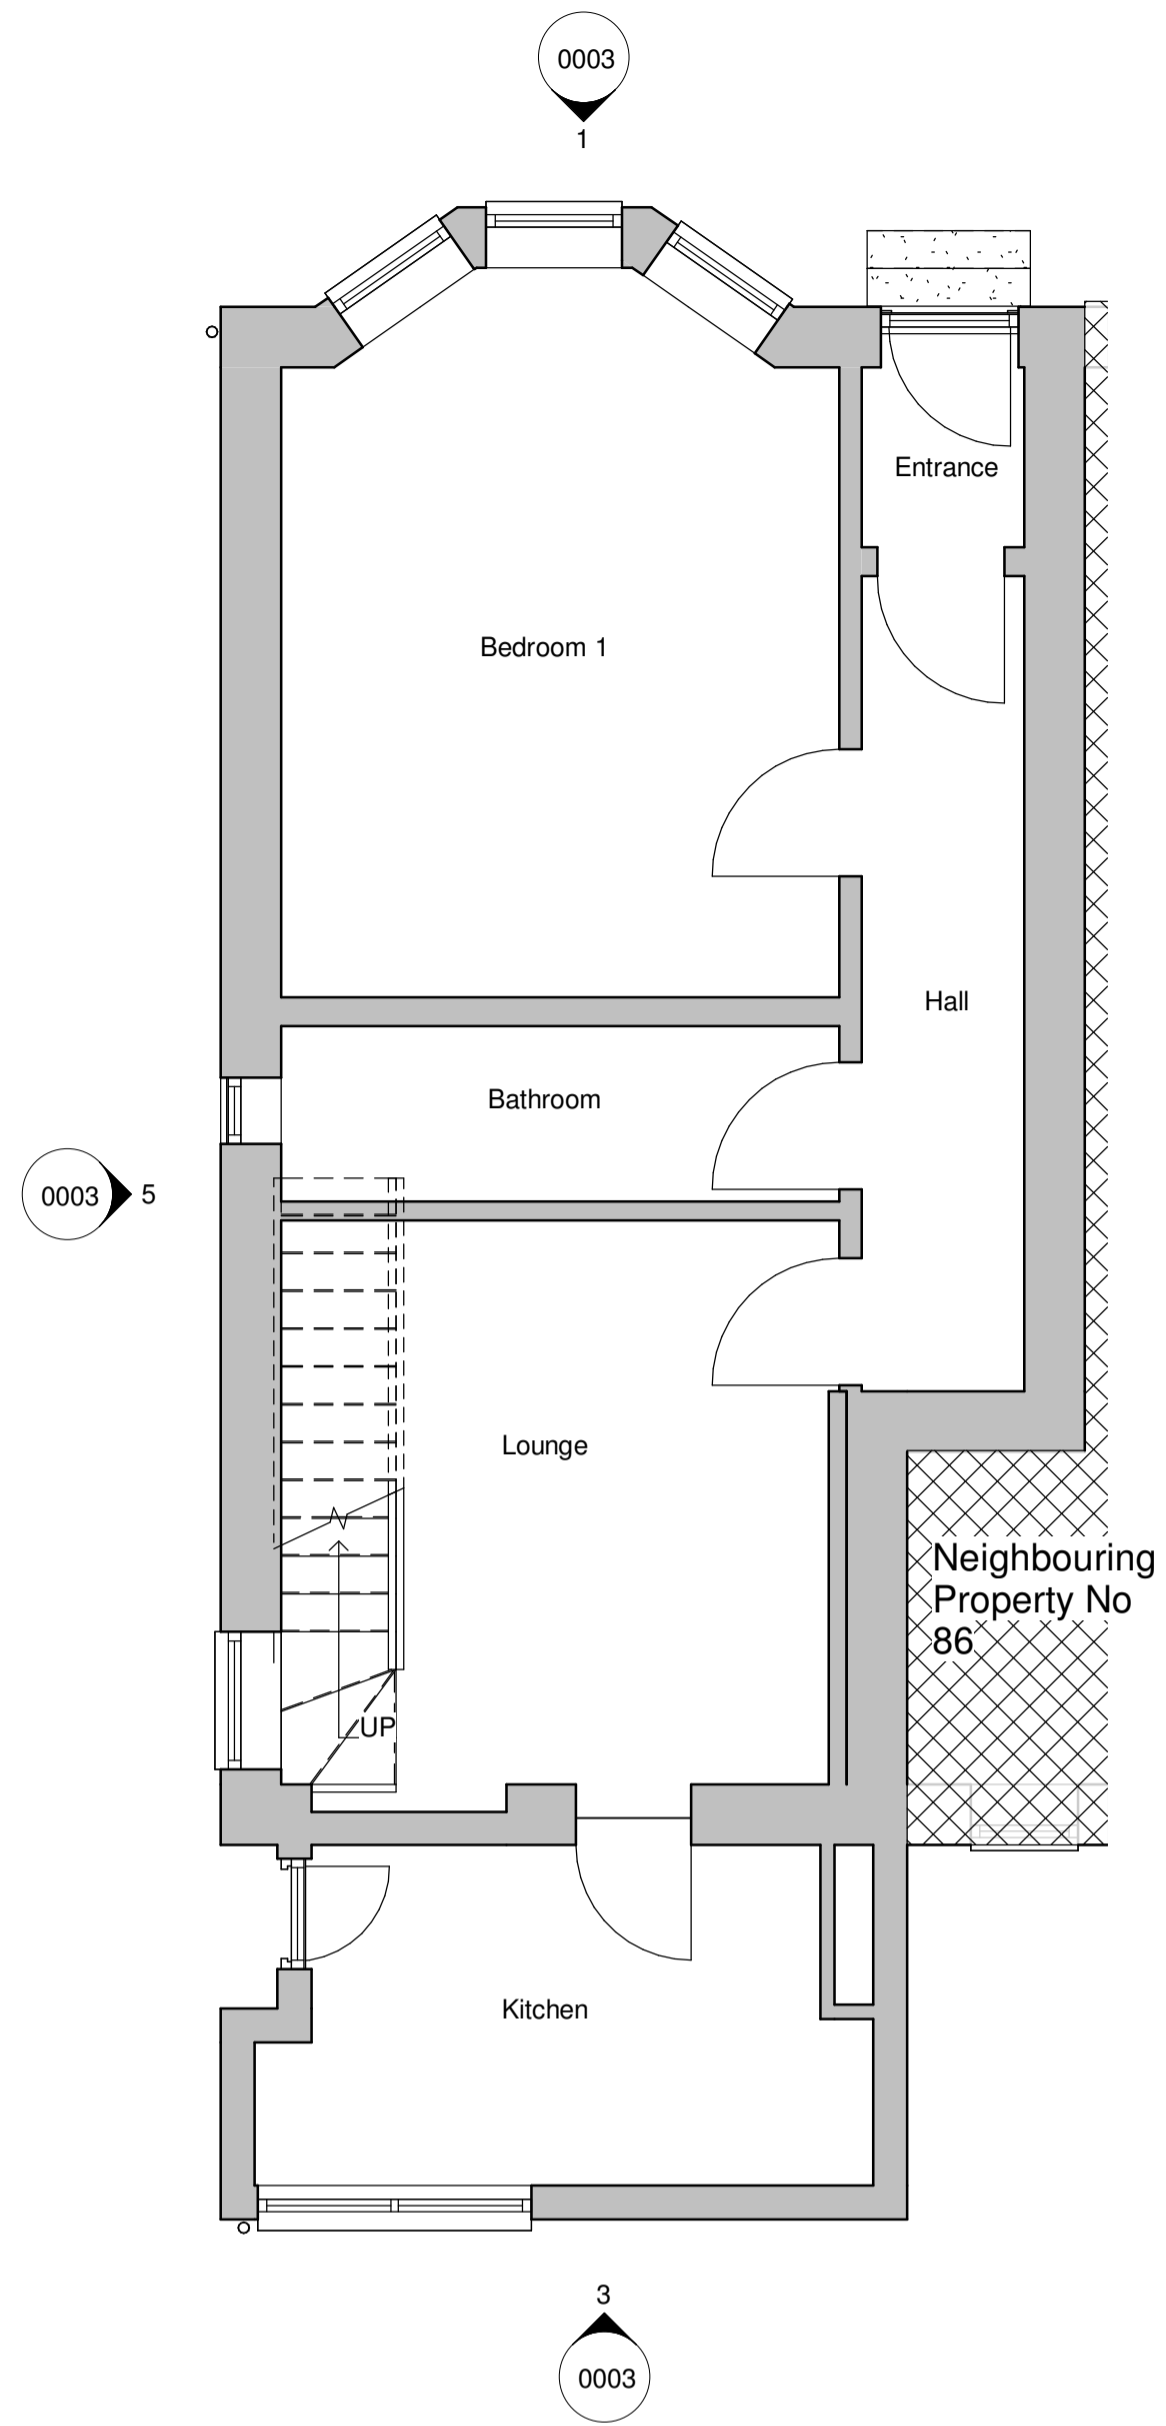 0003
1
Entrance
Bedroom 1
Hall
Bathroom
0003
5
Lounge
Neighbouring
Property No
86
UP
Kitchen
3
0003